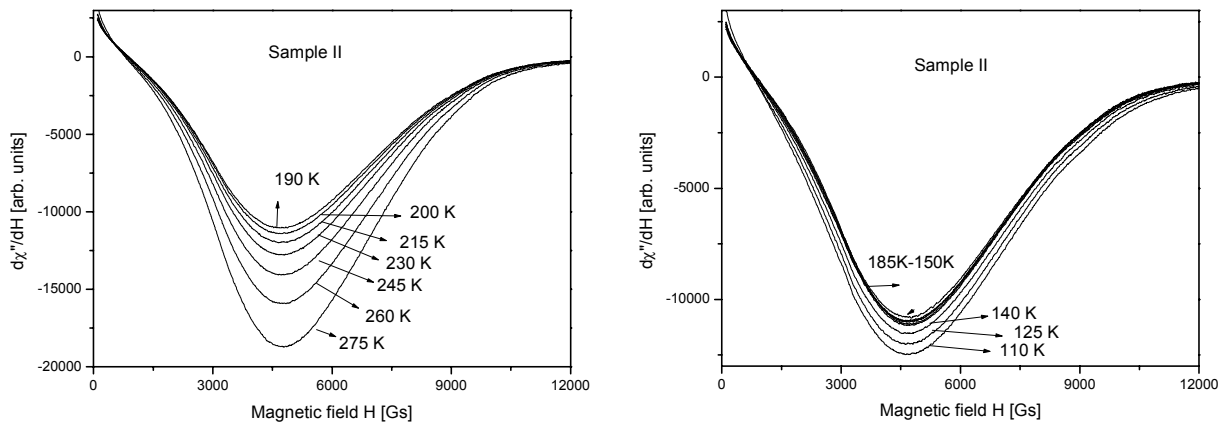 Sample II
0
-5000
-10000
-15000
-20000
dχ"/dH [arb. units]
190 K
200 K
215 K
230 K
245 K
260 K
275 K
0
3000
6000
9000
12000
Magnetic field H [Gs]
Sample II
0
-5000
-10000
dχ"/dH [arb. units]
185K-150K
140 K
125 K
110 K
0
3000
6000
9000
12000
Magnetic field H [Gs]